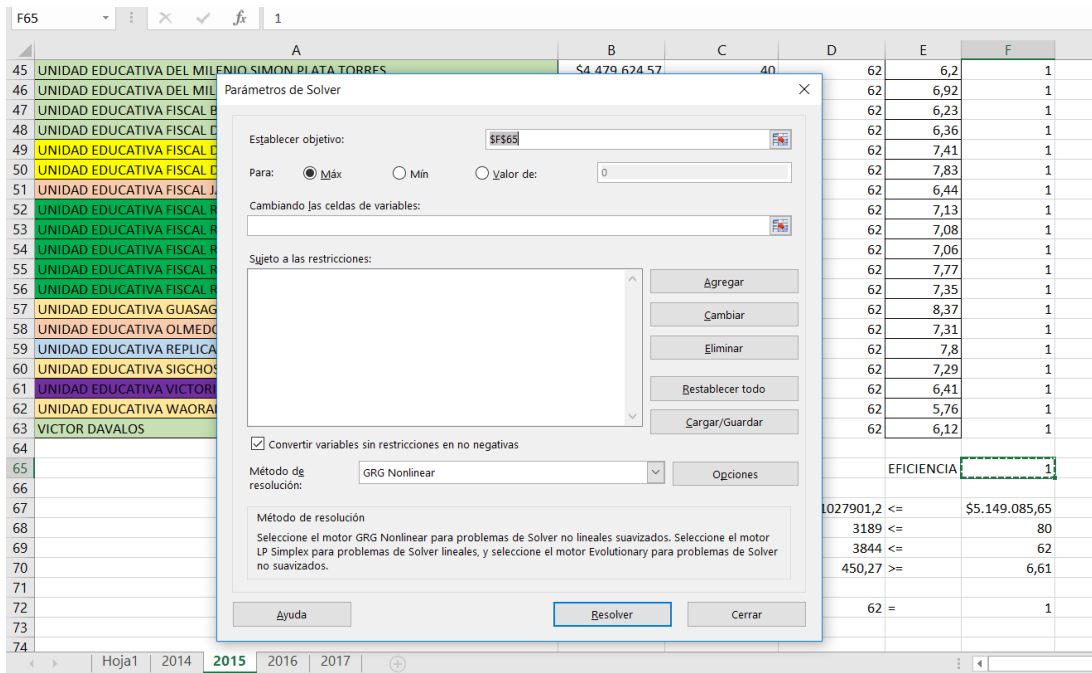 F65 fx 1
A B C D E F
45 UNIDAD EDUCATIVA DEL MILENIO SIMON PLATA TORRES $4.479.624,57 40 62 6,2 1
46 UNIDAD EDUCATIVA DEL MIL 62 6,92 1
47 UNIDAD EDUCATIVA FISCAL B 62 6,23 1
48 UNIDAD EDUCATIVA FISCAL D 62 6,36 1
49 UNIDAD EDUCATIVA FISCAL D 62 7,41 1
50 UNIDAD EDUCATIVA FISCAL D 62 7,83 1
51 UNIDAD EDUCATIVA FISCAL J 62 6,44 1
52 UNIDAD EDUCATIVA FISCAL R 62 7,13 1
53 UNIDAD EDUCATIVA FISCAL R 62 7,08 1
54 UNIDAD EDUCATIVA FISCAL R 62 7,06 1
55 UNIDAD EDUCATIVA FISCAL R 62 7,77 1
56 UNIDAD EDUCATIVA FISCAL R 62 7,35 1
57 UNIDAD EDUCATIVA GUASAG 62 8,37 1
58 UNIDAD EDUCATIVA OLMEDO 62 7,31 1
59 UNIDAD EDUCATIVA REPLICA 62 7,8 1
60 UNIDAD EDUCATIVA SIGCHOS 62 7,29 1
61 UNIDAD EDUCATIVA VICTORI 62 6,41 1
62 UNIDAD EDUCATIVA WAORA 62 5,76 1
63 VICTOR DAVALOS 62 6,12 1
64
65 EFICIENCIA 1
66
67 1027901,2 <= $5.149.085,65
68 3189 <= 80
69 3844 <= 62
70 450,27 >= 6,61
71
72 62 = 1
73
74
Parámetros de Solver
Establecer objetivo: $F$65
Para: Máx Mín Valor de: 0
Cambiando las celdas de variables:
Sujeto a las restricciones:
Agregar
Cambiar
Eliminar
Restablecer todo
Cargar/Guardar
Convertir variables sin restricciones en no negativas
Método de
resolución: GRG Nonlinear Opciones
Método de resolución
Seleccione el motor GRG Nonlinear para problemas de Solver no lineales suavizados. Seleccione el motor
LP Simplex para problemas de Solver lineales, y seleccione el motor Evolutionary para problemas de Solver
no suavizados.
Ayuda Resolver Cerrar
Hoja1 2014 2015 2016 2017